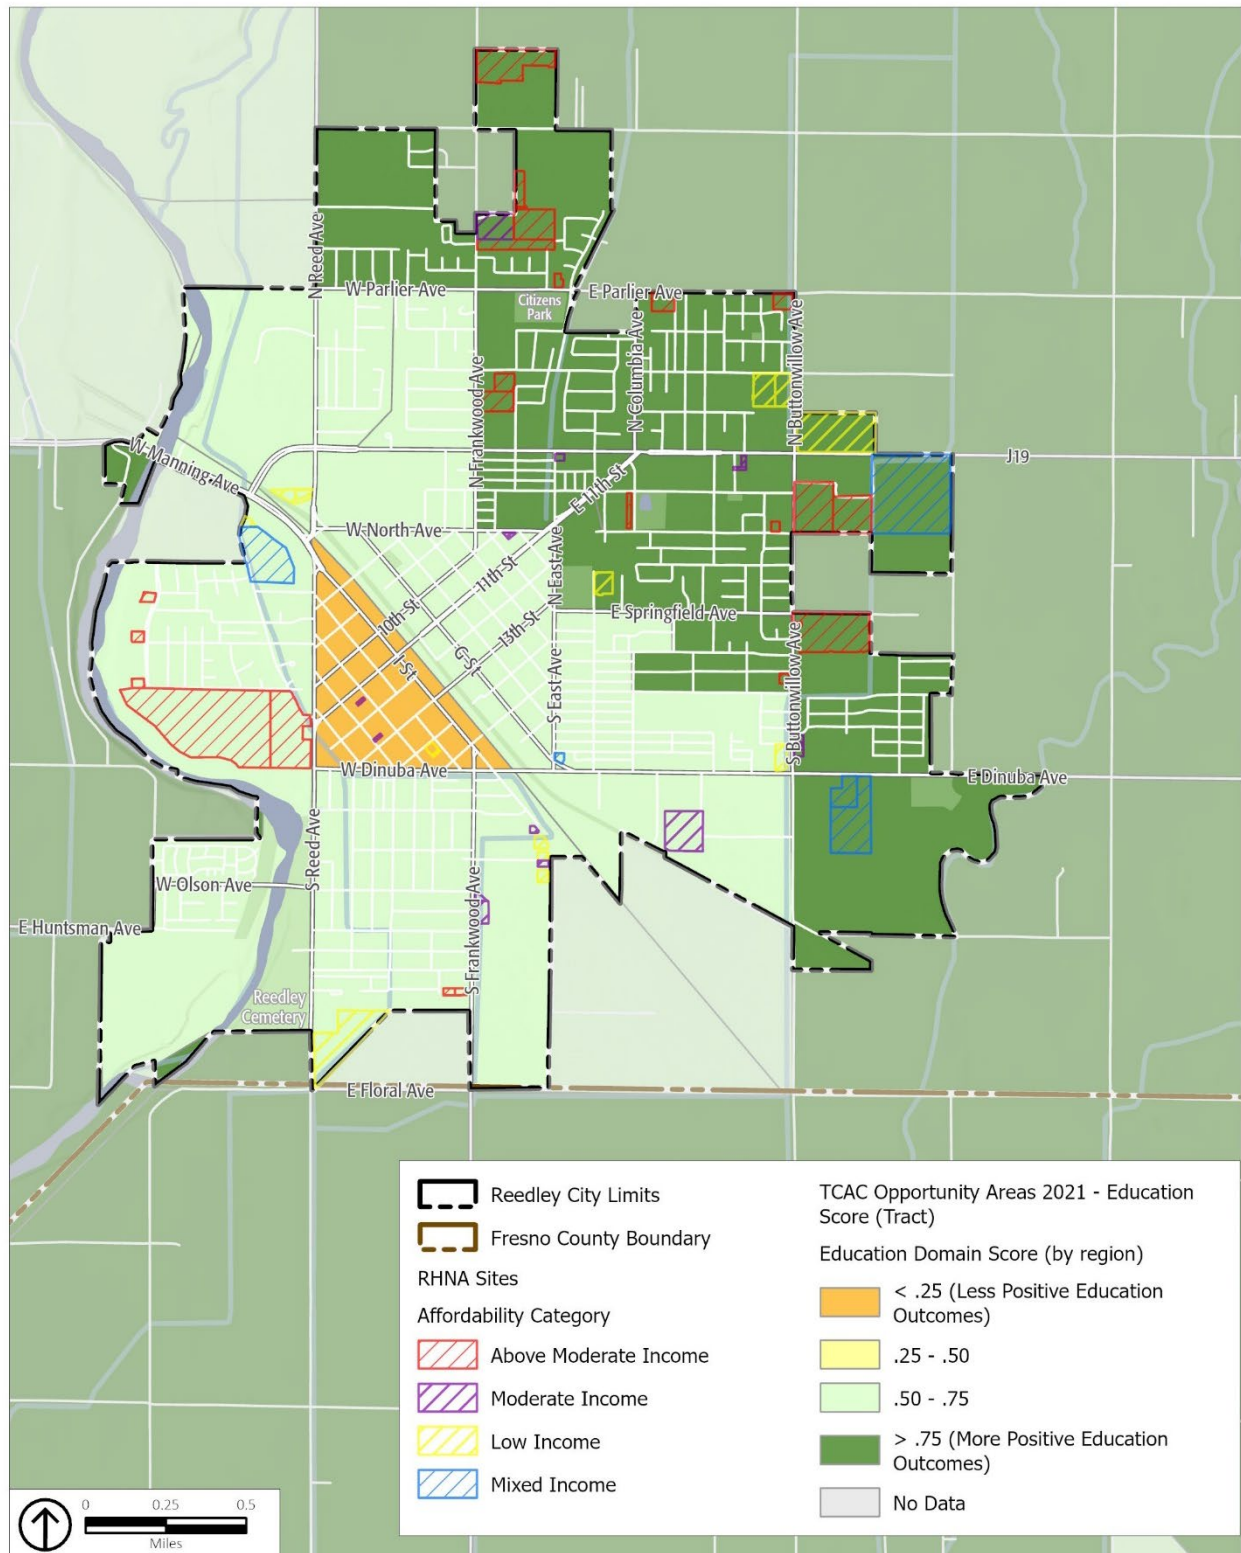 N Reed Ave
W Parlier Ave
Citizens
Park
E Parlier Ave
N Columbia Ave
N Frankwood Ave
N Buttonwillow Ave
W Manning Ave
J19
E 11th St
W North Ave
N East Ave
11th St
10th St
13th St
E Springfield Ave
I St
G St
S East Ave
S Buttonwillow Ave
W Dinuba Ave
E Dinuba Ave
S Reed Ave
W Olson Ave
S Frankwood Ave
E Huntsman Ave
Reedley
Cemetery
E Floral Ave
Reedley City Limits
Fresno County Boundary
RHNA Sites
Affordability Category
Above Moderate Income
Moderate Income
Low Income
Mixed Income
TCAC Opportunity Areas 2021 - Education
Score (Tract)
Education Domain Score (by region)
< .25 (Less Positive Education
Outcomes)
.25 - .50
.50 - .75
> .75 (More Positive Education
Outcomes)
No Data
0 0.25 0.5
Miles